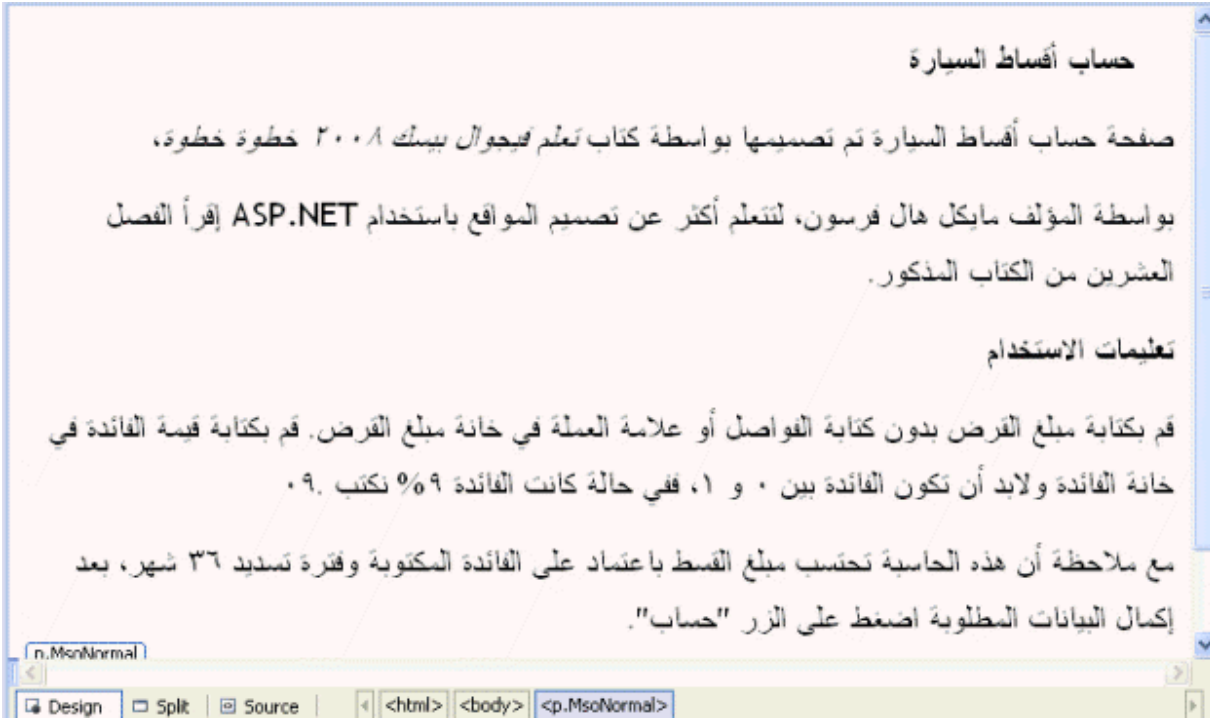 حساب أقساط السيارة
صفحة حساب أقساط السيارة تم تصميمها بواسطة كتاب تعلم فيجوال بيسك ٢٠٠٨ خطوة خطوة،
بواسطة المؤلف مايكل هال فرسون، لتتعلم أكثر عن تصميم المواقع باستخدام ASP.NET إقرأ الفصل
العشرين من الكتاب المذكور.
تعليمات الاستخدام
قم بكتابة مبلغ القرض بدون كتابة الفواصل أو علامة العملة في خانة مبلغ القرض. قم بكتابة قيمة الفائدة في
خانة الفائدة ولابد أن تكون الفائدة بين ٠ و ١، ففي حالة كانت الفائدة ٩% نكتب .٠٩
مع ملاحظة أن هذه الحاسبة تحتسب مبلغ القسط باعتماد على الفائدة المكتوبة وفترة تسديد ٣٦ شهر، بعد
إكمال البيانات المطلوبة اضغط على الزر "حساب".
p.MsoNormal
Design Split Source <html> <body> <p.MsoNormal>